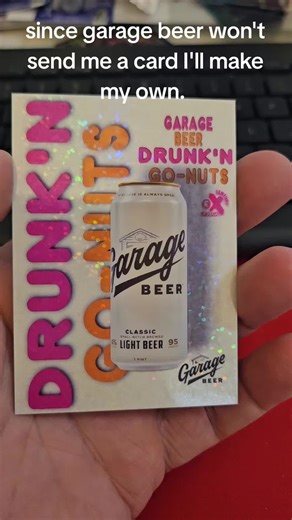 since garage beer won't
send me a card I'll make
my own.
DRUNK'N
GO-NUTS
GARAGE
BEER
DRUNK'N
GO-NUTS
X
Garage
BEER
CLASSIC
LIGHT BEER
95
Garage
BEER